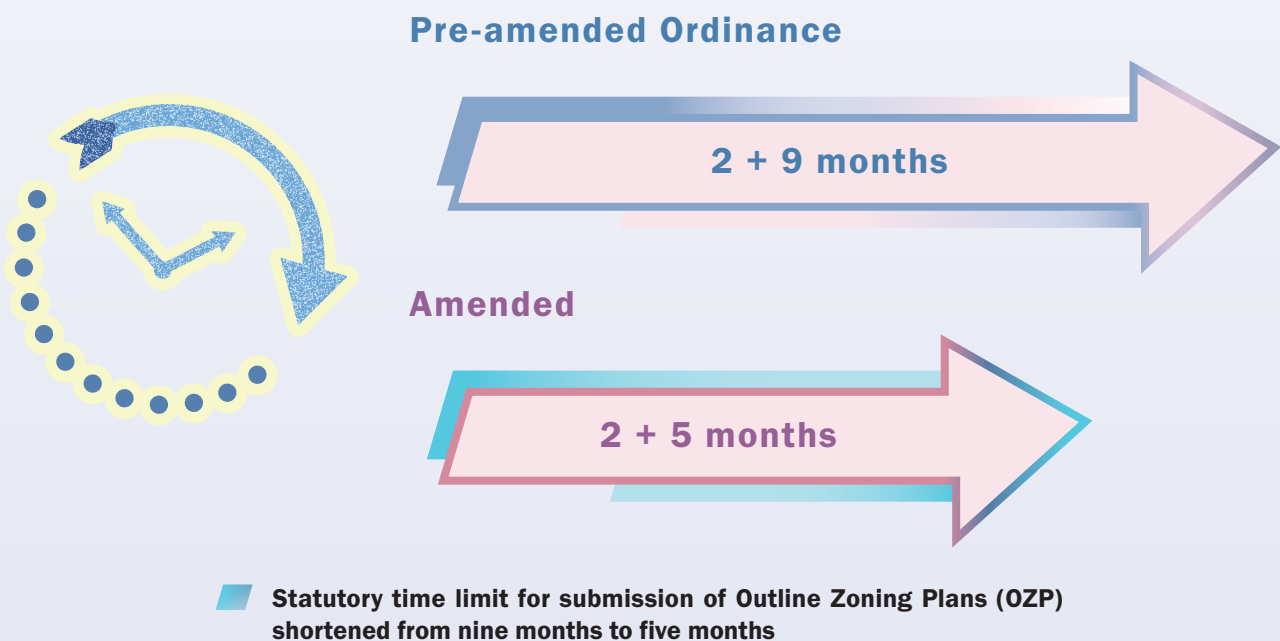 Pre-amended Ordinance
2 + 9 months
Amended
2 + 5 months
Statutory time limit for submission of Outline Zoning Plans (OZP)
shortened from nine months to five months